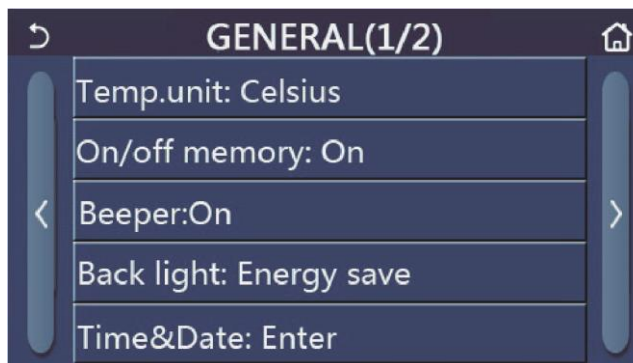 GENERAL(1/2)
Temp.unit: Celsius
On/off memory: On
Beeper:On
Back light: Energy save
Time&Date: Enter